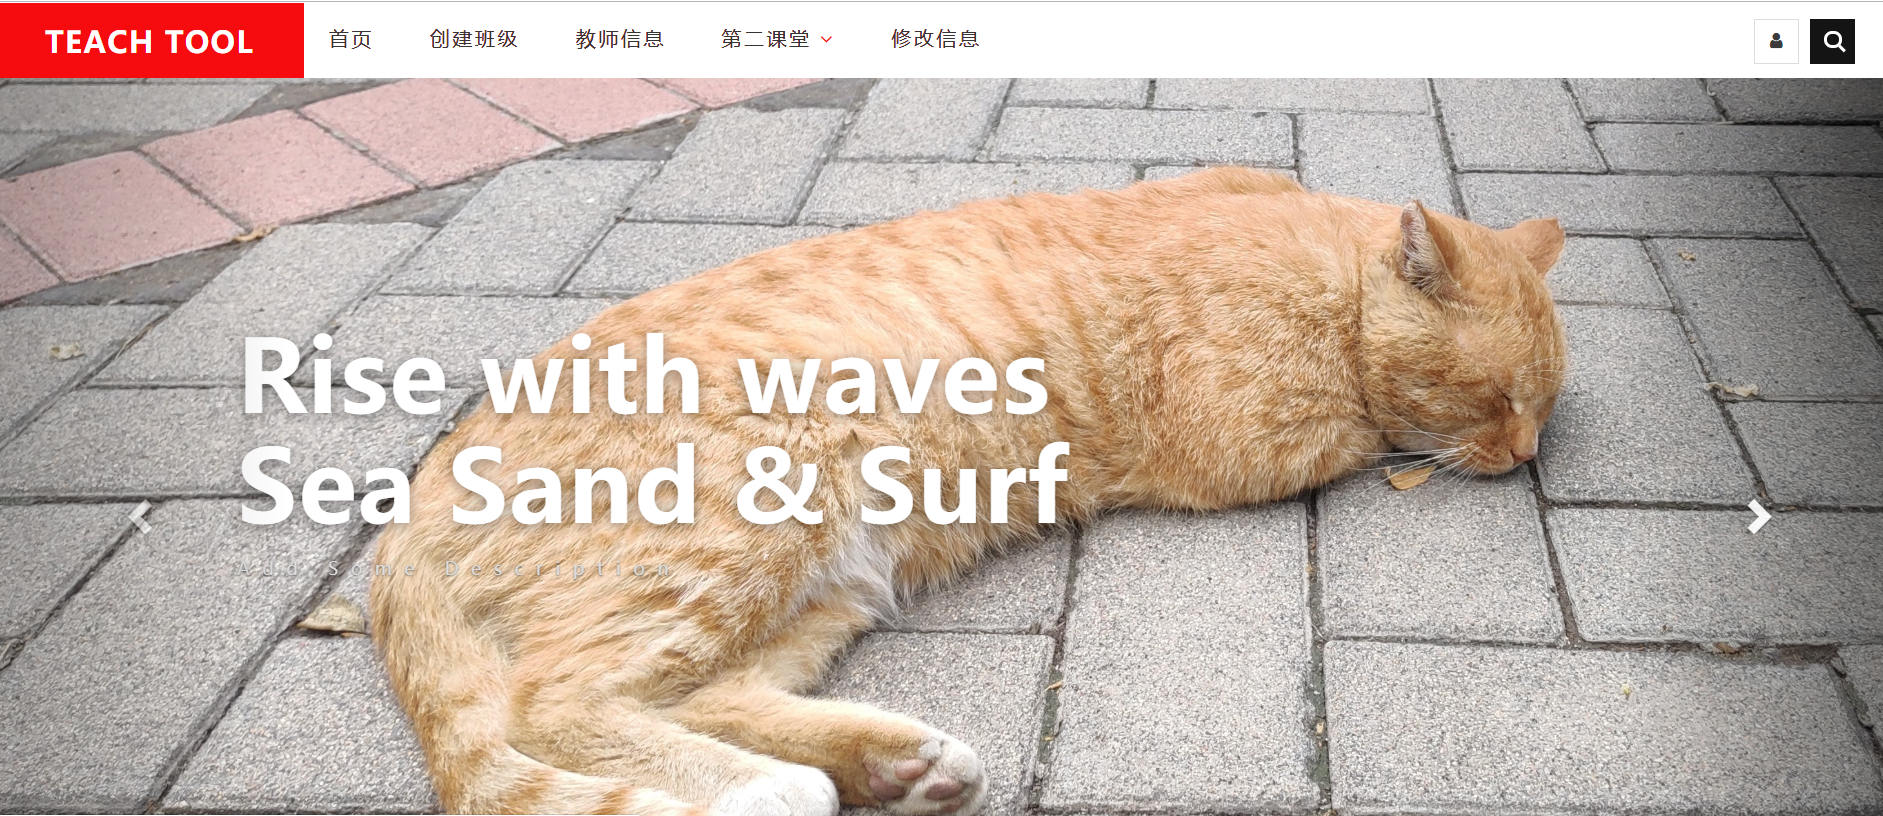 TEACH TOOL
首页 创建班级 教师信息 第二课堂 修改信息
Rise with waves
Sea Sand & Surf
Add Some Description